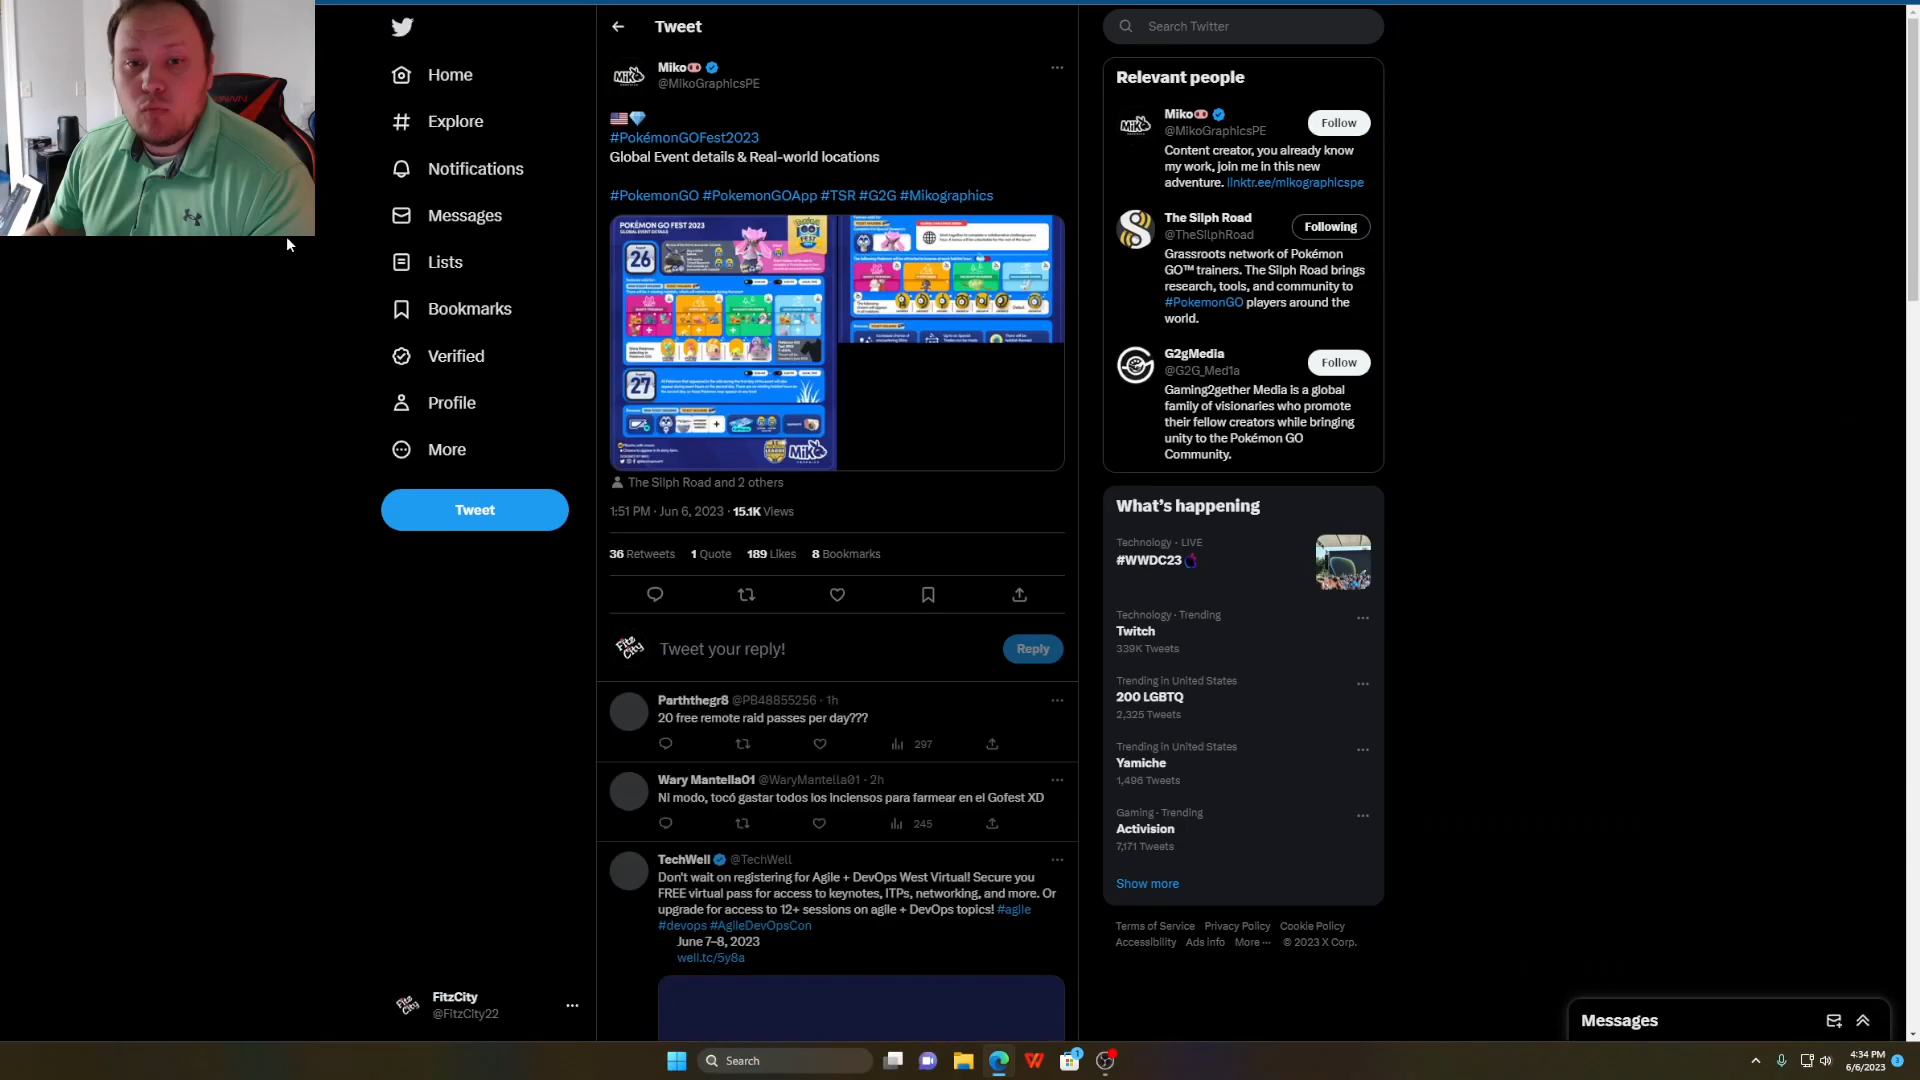 Home
Explore
Notifications
Messages
Lists
Bookmarks
Verified
Profile
More
Tweet
FitzCity
@FitzCity22
Tweet
Miko
@MikoGraphicsPE
#PokémonGOFest2023
Global Event details & Real-world locations
#PokemonGO #PokemonGOApp #TSR #G2G #Mikographics
POKÉMON GO FEST 2023
GLOBAL EVENT DETAILS
August
26
August
27
MiKO
The Silph Road and 2 others
1:51 PM · Jun 6, 2023 · 15.1K Views
36 Retweets 1 Quote 189 Likes 8 Bookmarks
Tweet your reply!
Reply
Parththegr8 @PB48855256 · 1h
20 free remote raid passes per day???
297
Wary Mantella01 @WaryMantella01 · 2h
Ni modo, tocó gastar todos los inciensos para farmear en el Gofest XD
245
TechWell @TechWell
Don't wait on registering for Agile + DevOps West Virtual! Secure you
FREE virtual pass for access to keynotes, ITPs, networking, and more. Or
upgrade for access to 12+ sessions on agile + DevOps topics! #agile
#devops #AgileDevOpsCon
June 7–8, 2023
well.tc/5y8a
Search Twitter
Relevant people
Miko
@MikoGraphicsPE
Follow
Content creator, you already know
my work, join me in this new
adventure. linktr.ee/mikographicspe
The Silph Road
@TheSilphRoad
Following
Grassroots network of Pokémon
GO™ trainers. The Silph Road brings
research, tools, and community to
#PokemonGO players around the
world.
G2gMedia
@G2G_Med1a
Follow
Gaming2gether Media is a global
family of visionaries who promote
their fellow creators while bringing
unity to the Pokémon GO
Community.
What's happening
Technology · LIVE
#WWDC23
Technology · Trending
Twitch
339K Tweets
Trending in United States
200 LGBTQ
2,325 Tweets
Trending in United States
Yamiche
1,496 Tweets
Gaming · Trending
Activision
7,171 Tweets
Show more
Terms of Service Privacy Policy Cookie Policy
Accessibility Ads info More ··· © 2023 X Corp.
Messages
Search
4:34 PM
6/6/2023